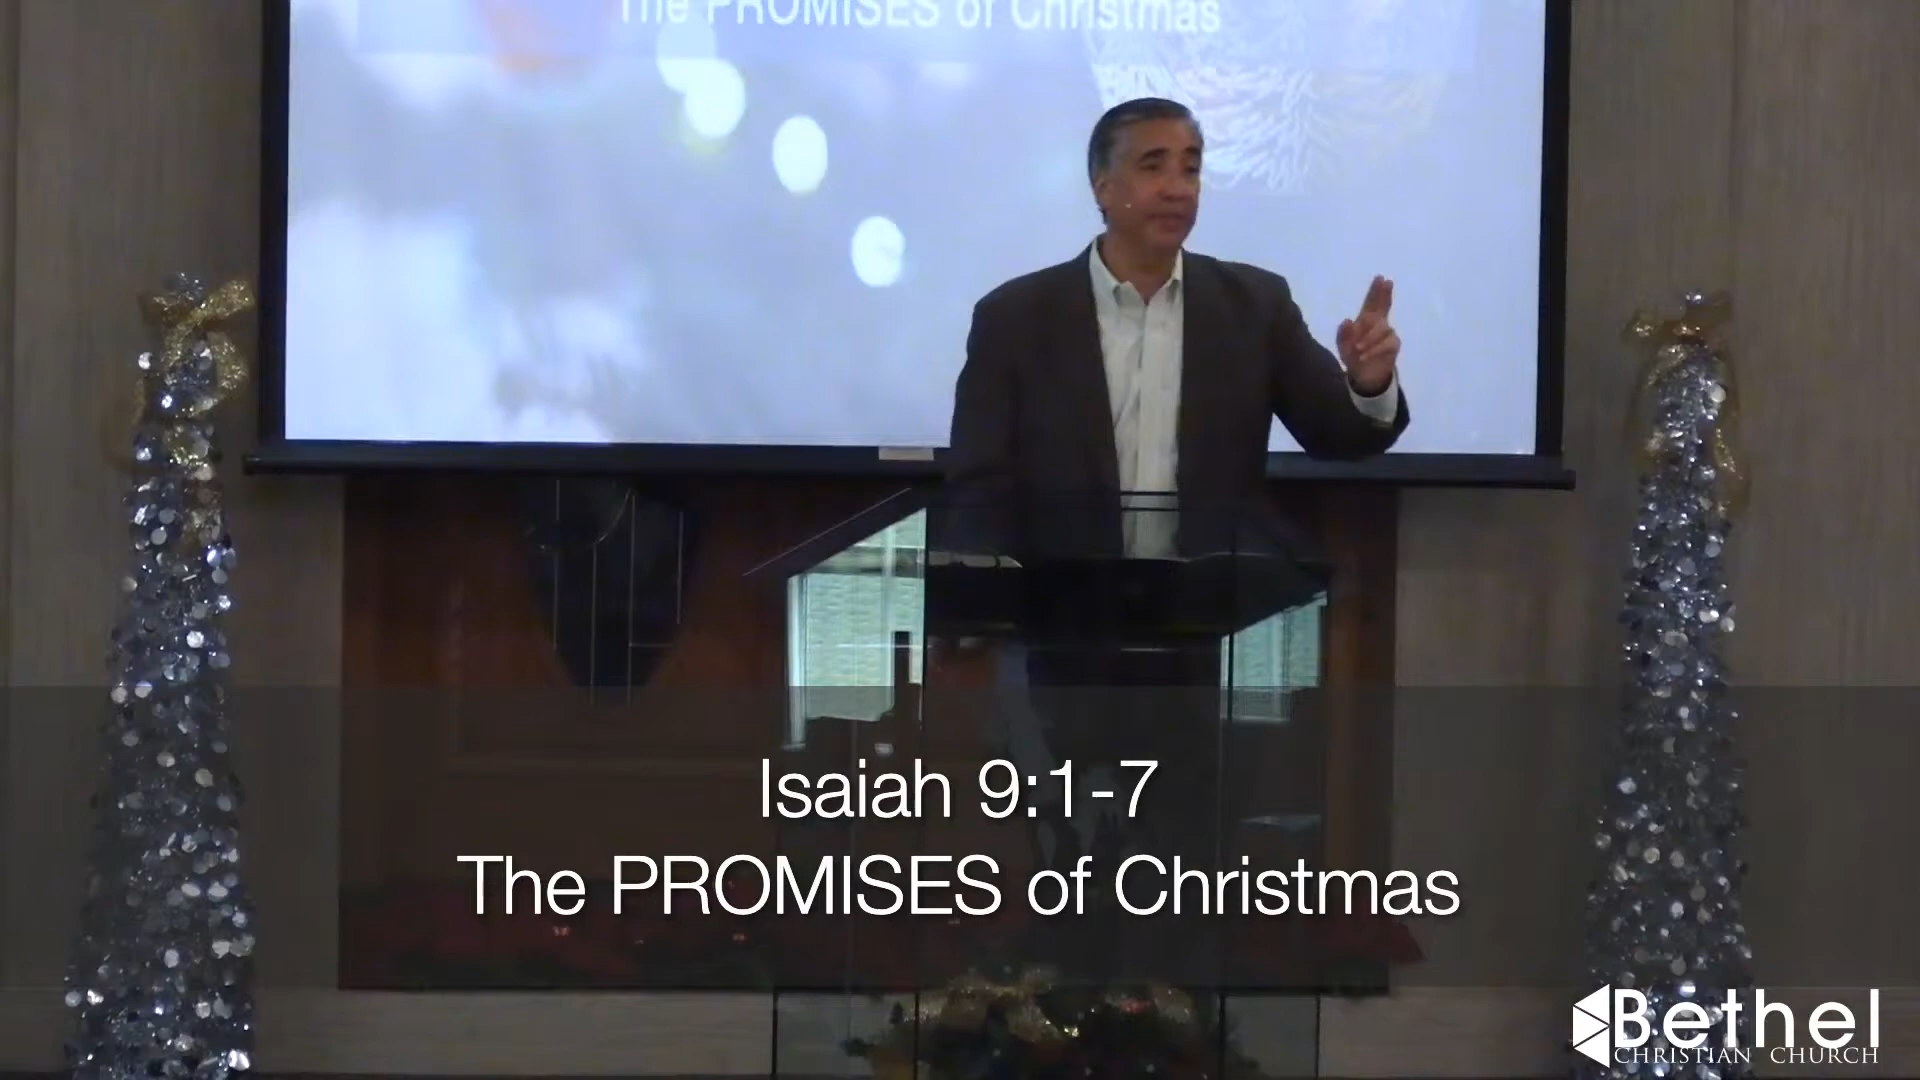 The PROMISES of Christmas
Isaiah 9:1-7
The PROMISES of Christmas
Bethel
CHRISTIAN CHURCH